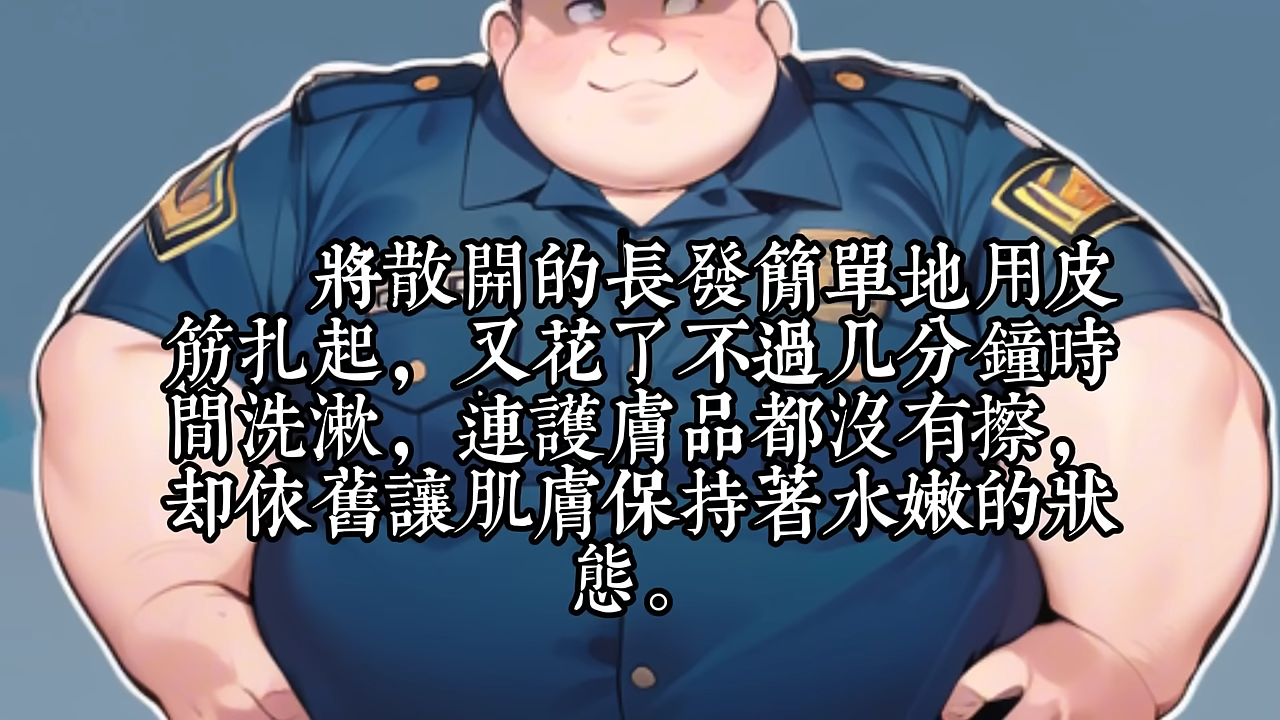 將散開的長發簡單地用皮
筋扎起，又花了不過几分鐘時
間洗漱，連護膚品都沒有擦，
却依舊讓肌膚保持著水嫩的狀
態。